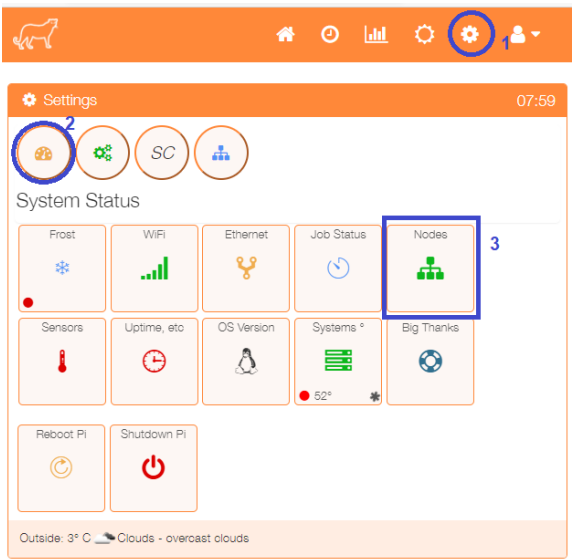 1
Settings 07:59
2
SC
System Status
Frost WiFi Ethernet Job Status Nodes
3
Sensors Uptime, etc OS Version Systems ° Big Thanks
52°
Reboot Pi Shutdown Pi
Outside: 3° C Clouds - overcast clouds